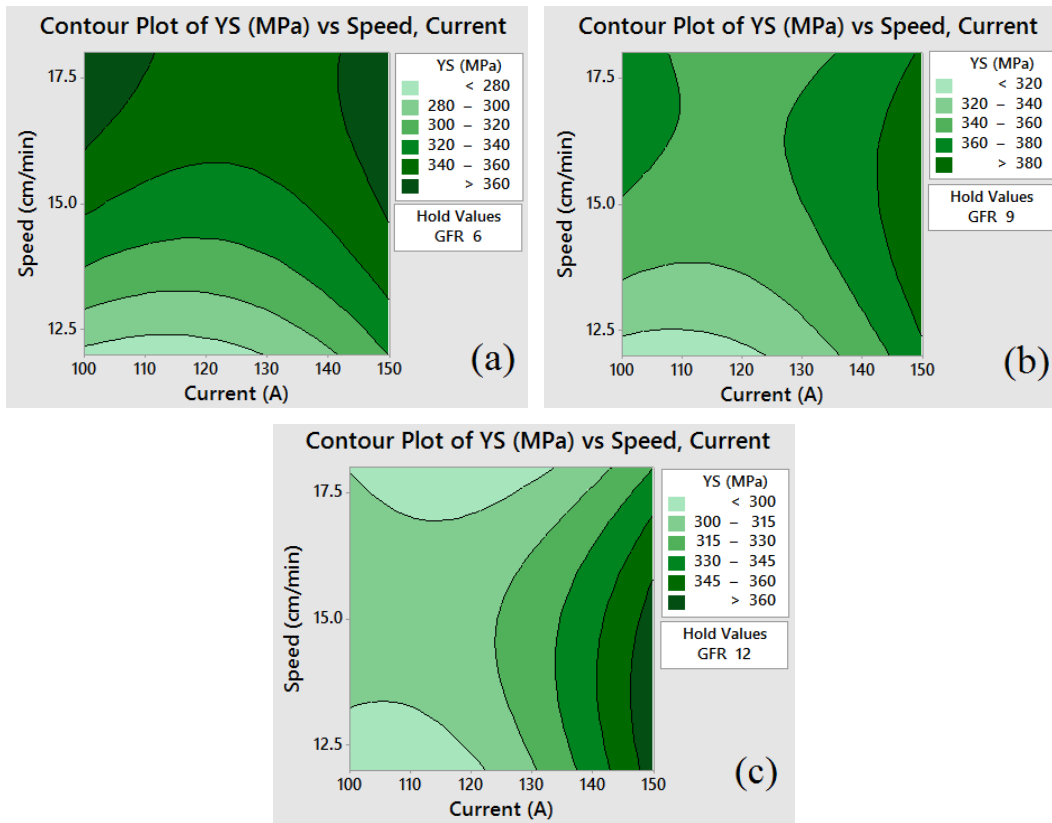 Contour Plot of YS (MPa) vs Speed, Current
YS (MPa)
< 280
280 – 300
300 – 320
320 – 340
340 – 360
> 360
Hold Values
GFR 6
Speed (cm/min)
17.5
15.0
12.5
100 110 120 130 140 150
Current (A)
(a)
Contour Plot of YS (MPa) vs Speed, Current
YS (MPa)
< 320
320 – 340
340 – 360
360 – 380
> 380
Hold Values
GFR 9
Speed (cm/min)
17.5
15.0
12.5
100 110 120 130 140 150
Current (A)
(b)
Contour Plot of YS (MPa) vs Speed, Current
YS (MPa)
< 300
300 – 315
315 – 330
330 – 345
345 – 360
> 360
Hold Values
GFR 12
Speed (cm/min)
17.5
15.0
12.5
100 110 120 130 140 150
Current (A)
(c)